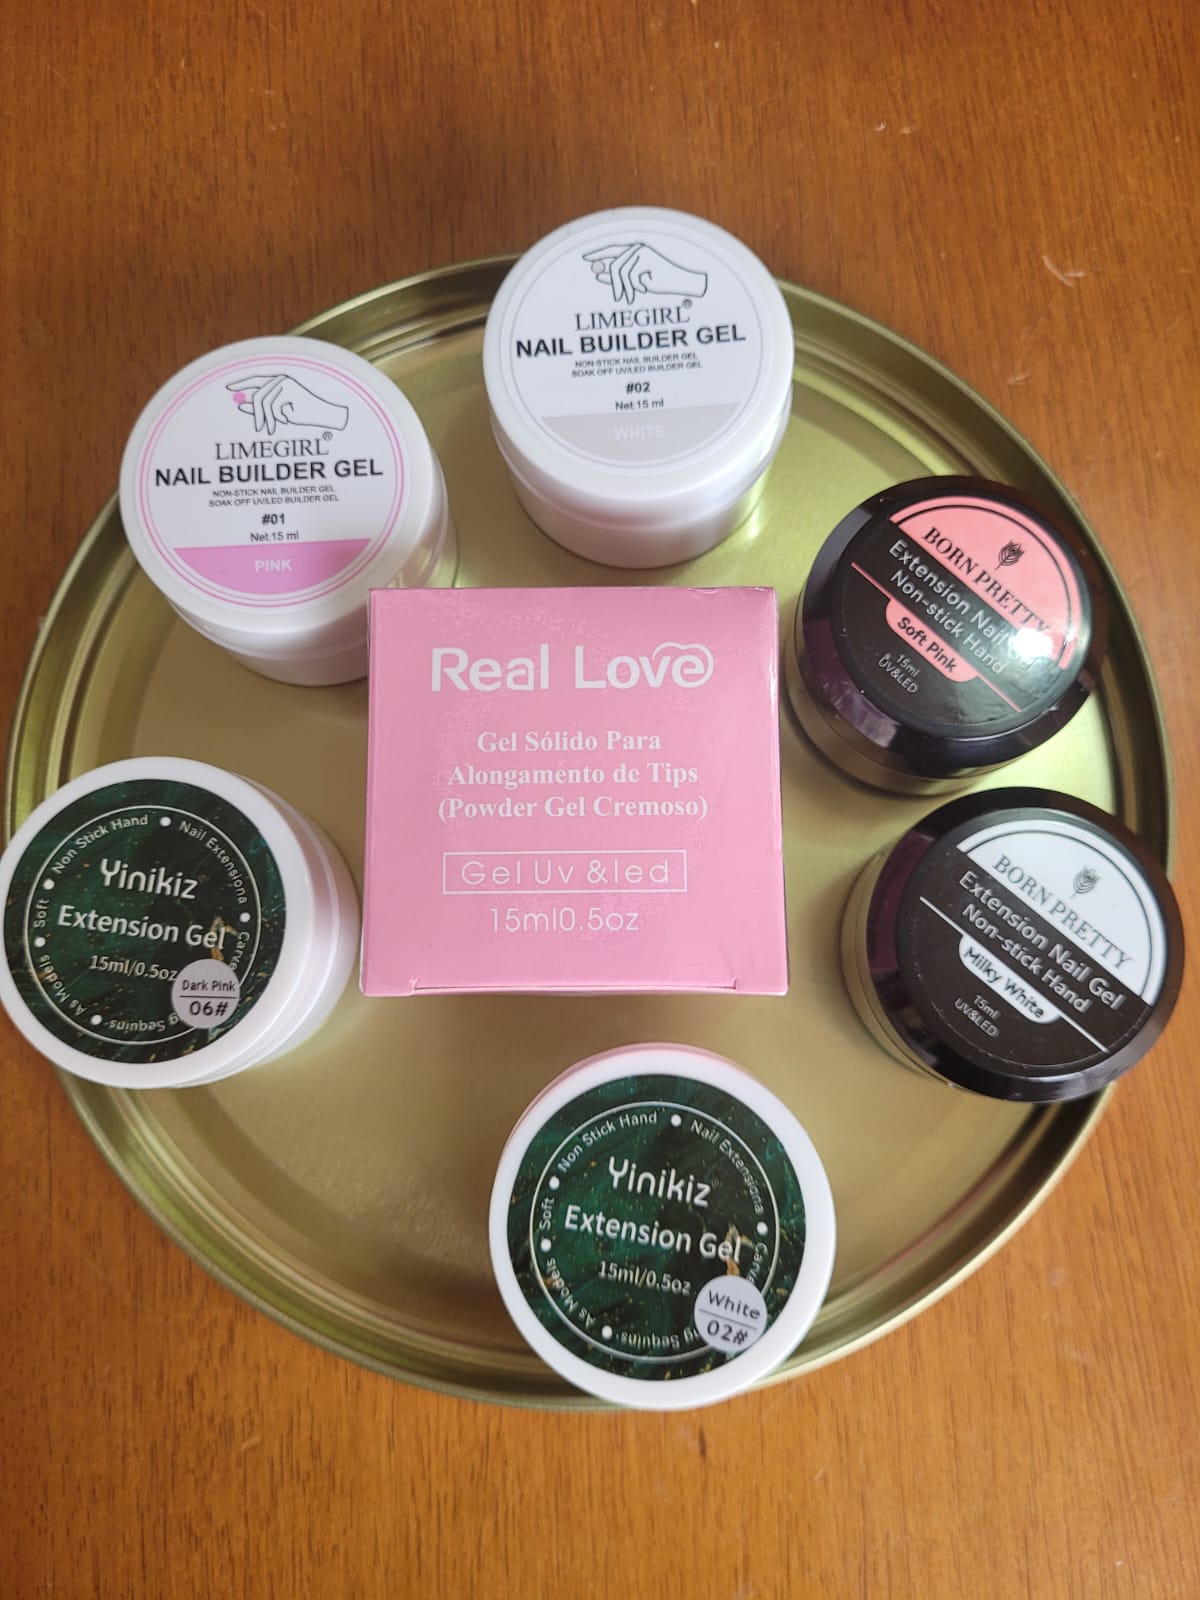 LIMEGIRL®
NAIL BUILDER GEL
NON-STICK NAIL BUILDER GEL
SOAK OFF UV/LED BUILDER GEL
#02
Net:15 ml
WHITE
LIMEGIRL®
NAIL BUILDER GEL
NON-STICK NAIL BUILDER GEL
SOAK OFF UV/LED BUILDER GEL
#01
Net:15 ml
PINK
BORN PRETTY
Extension Nail Gel
Non-stick Hand
Soft Pink
15ml
UV&LED
Real Love
Gel Sólido Para
Alongamento de Tips
(Powder Gel Cremoso)
Gel Uv &led
15ml0.5oz
Non Stick Hand • Nail Extensiona • Carve
Soft • As Models
Yinikiz
Extension Gel
15ml/0.5oz
Dark Pink
06#
Sequins
BORN PRETTY
Extension Nail Gel
Non-stick Hand
Milky White
15ml
UV&LED
Non Stick Hand • Nail Extensiona • Carve
Soft • As Models
Yinikiz
Extension Gel
15ml/0.5oz
White
02#
Sequins